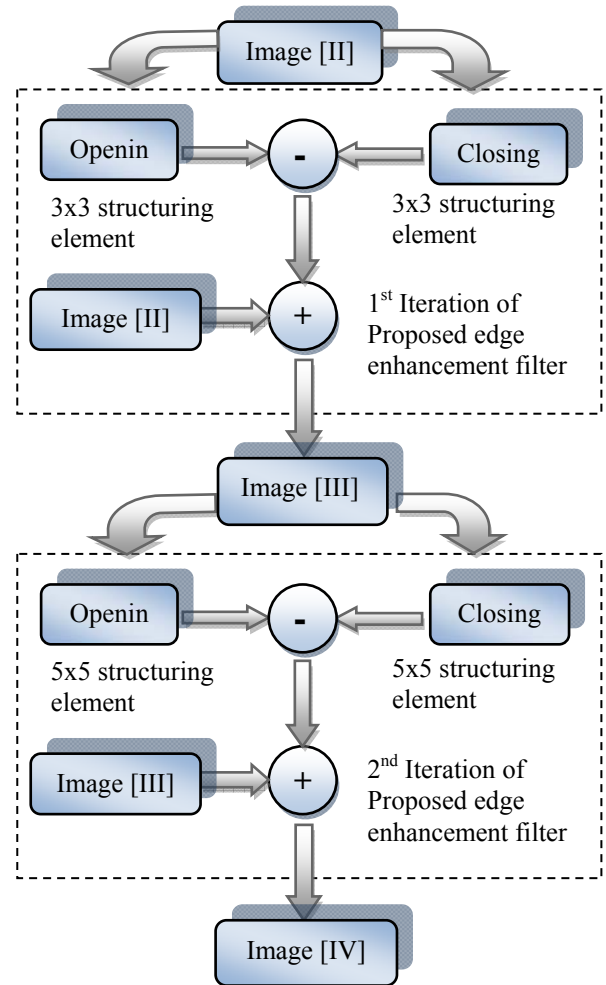 Image [II]
Openin
-
Closing
3x3 structuring
element
3x3 structuring
element
Image [II]
+
1st Iteration of
Proposed edge
enhancement filter
Image [III]
Openin
-
Closing
5x5 structuring
element
5x5 structuring
element
Image [III]
+
2nd Iteration of
Proposed edge
enhancement filter
Image [IV]